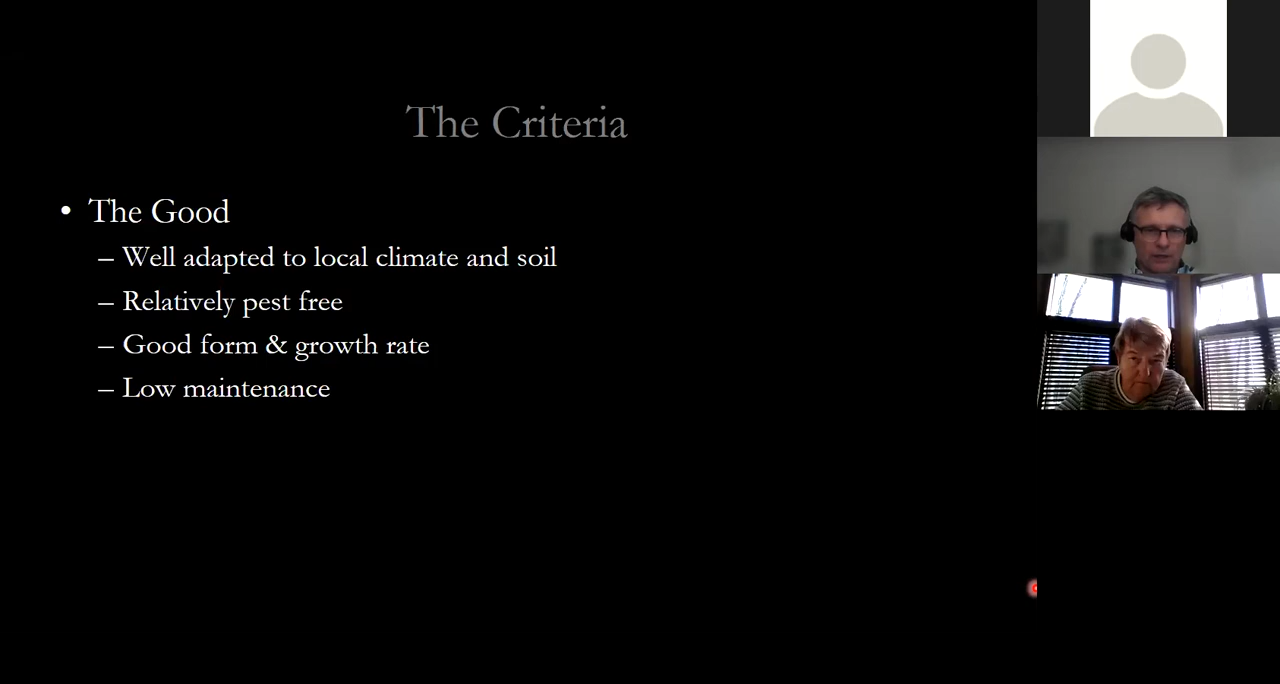 The Criteria
• The Good
– Well adapted to local climate and soil
– Relatively pest free
– Good form & growth rate
– Low maintenance